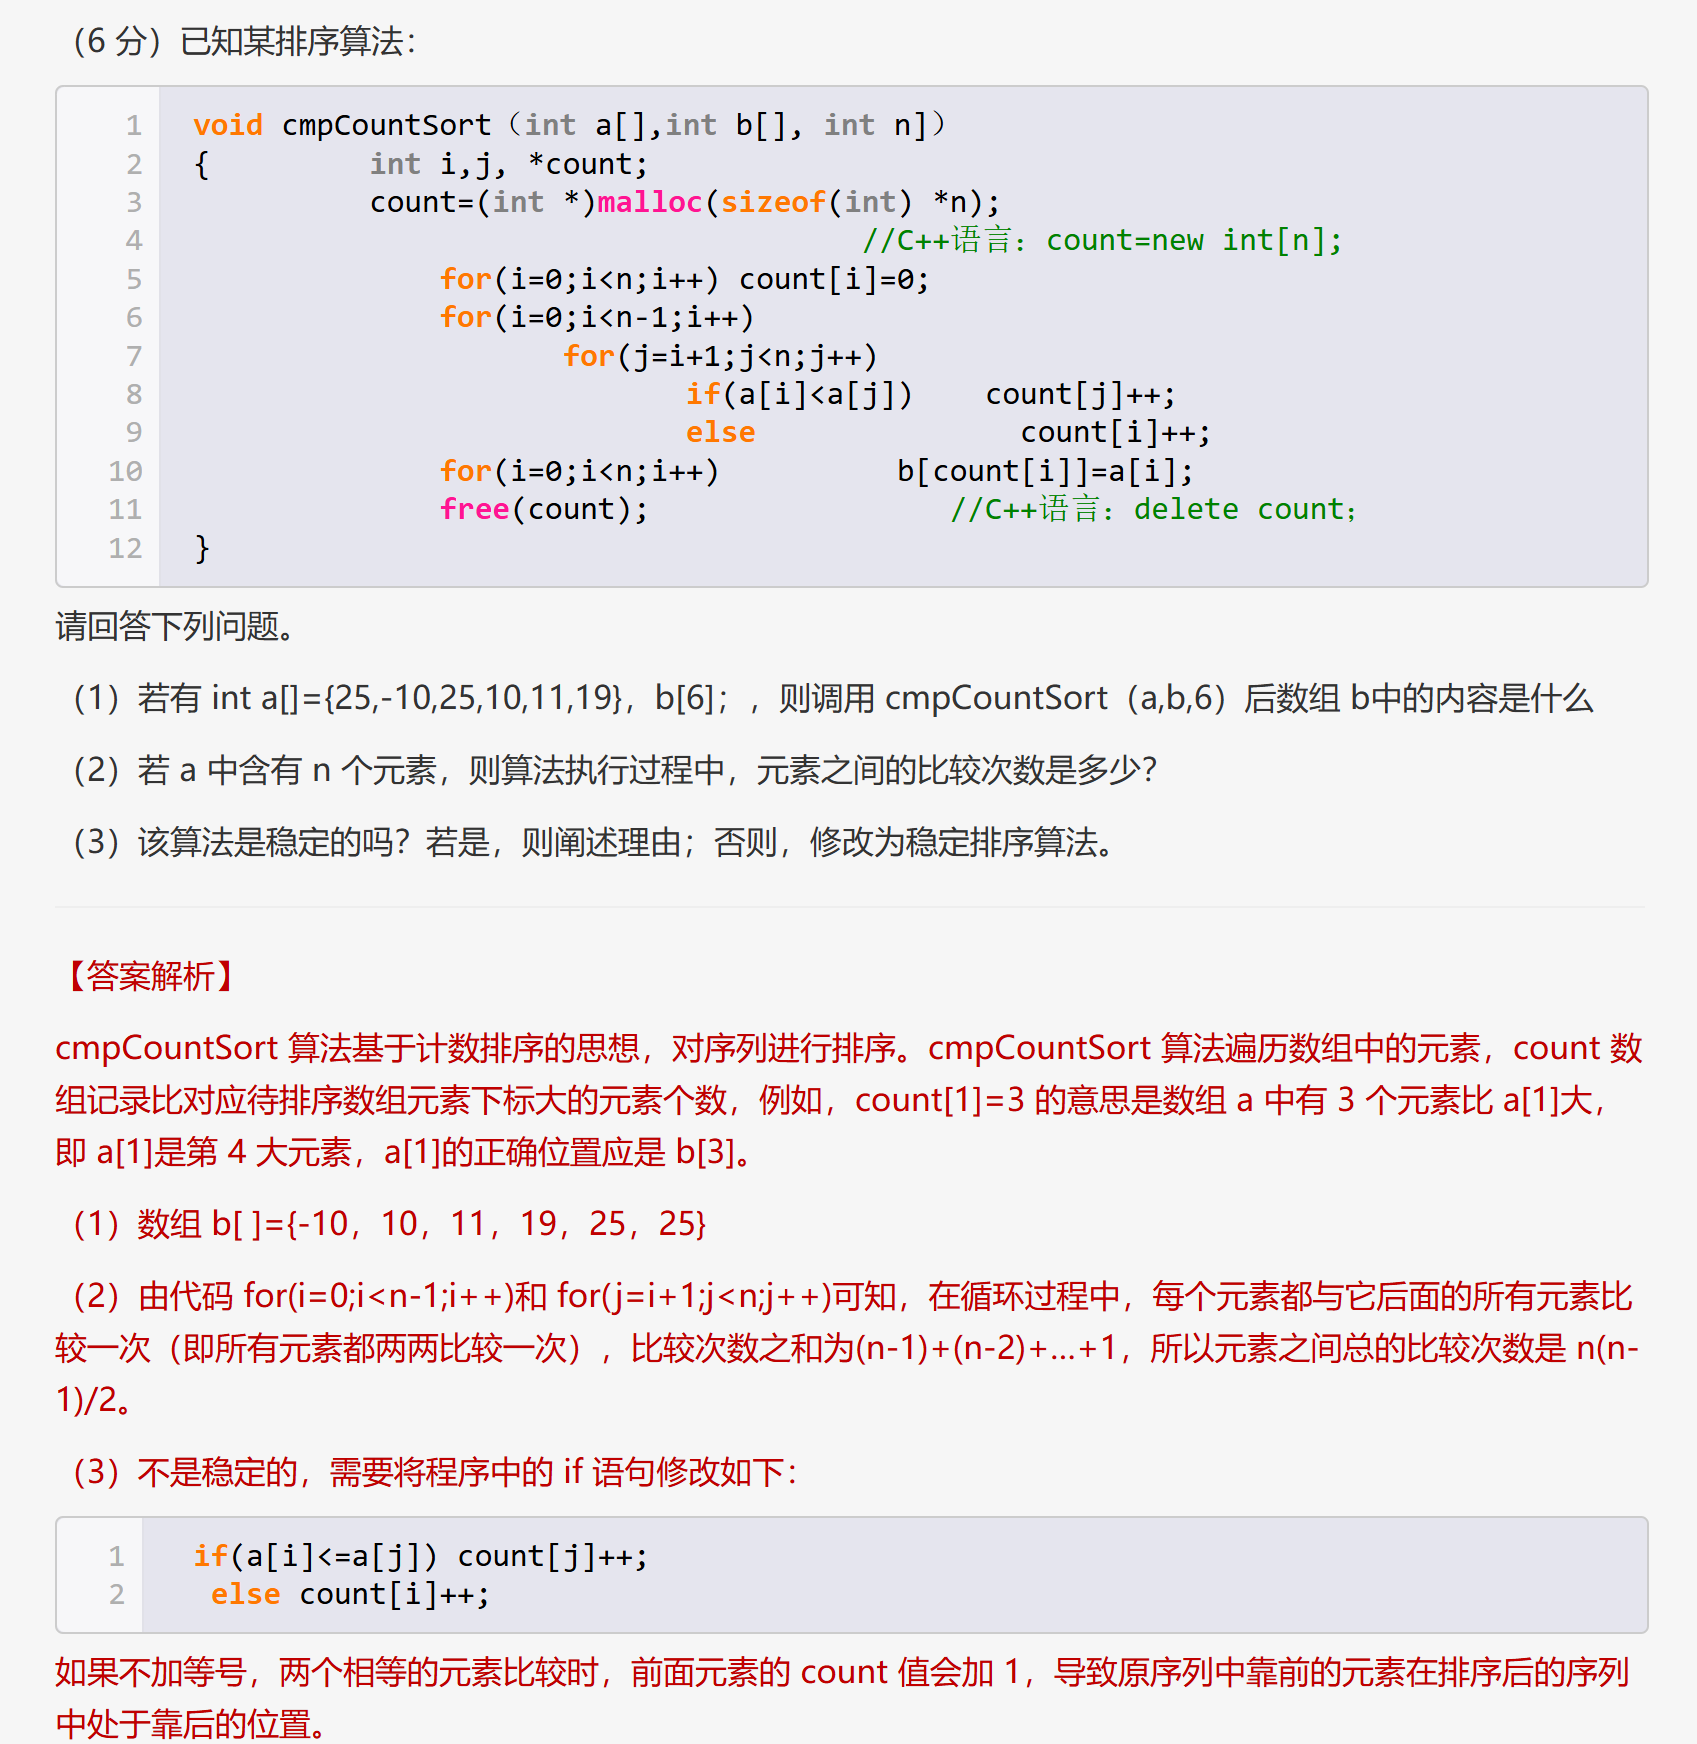 （6 分）已知某排序算法：
1 void cmpCountSort（int a[],int b[], int n]）
2 { int i,j, *count;
3 count=(int *)malloc(sizeof(int) *n);
4 //C++语言：count=new int[n];
5 for(i=0;i<n;i++) count[i]=0;
6 for(i=0;i<n-1;i++)
7 for(j=i+1;j<n;j++)
8 if(a[i]<a[j]) count[j]++;
9 else count[i]++;
10 for(i=0;i<n;i++) b[count[i]]=a[i];
11 free(count); //C++语言：delete count；
12 }
请回答下列问题。
（1）若有 int a[]={25,-10,25,10,11,19}，b[6]；，则调用 cmpCountSort（a,b,6）后数组 b中的内容是什么
（2）若 a 中含有 n 个元素，则算法执行过程中，元素之间的比较次数是多少？
（3）该算法是稳定的吗？若是，则阐述理由；否则，修改为稳定排序算法。
【答案解析】
cmpCountSort 算法基于计数排序的思想，对序列进行排序。cmpCountSort 算法遍历数组中的元素，count 数
组记录比对应待排序数组元素下标大的元素个数，例如，count[1]=3 的意思是数组 a 中有 3 个元素比 a[1]大，
即 a[1]是第 4 大元素，a[1]的正确位置应是 b[3]。
（1）数组 b[ ]={-10，10，11，19，25，25}
（2）由代码 for(i=0;i<n-1;i++)和 for(j=i+1;j<n;j++)可知，在循环过程中，每个元素都与它后面的所有元素比
较一次（即所有元素都两两比较一次），比较次数之和为(n-1)+(n-2)+…+1，所以元素之间总的比较次数是 n(n-
1)/2。
（3）不是稳定的，需要将程序中的 if 语句修改如下：
1 if(a[i]<=a[j]) count[j]++;
2 else count[i]++;
如果不加等号，两个相等的元素比较时，前面元素的 count 值会加 1，导致原序列中靠前的元素在排序后的序列
中处于靠后的位置。